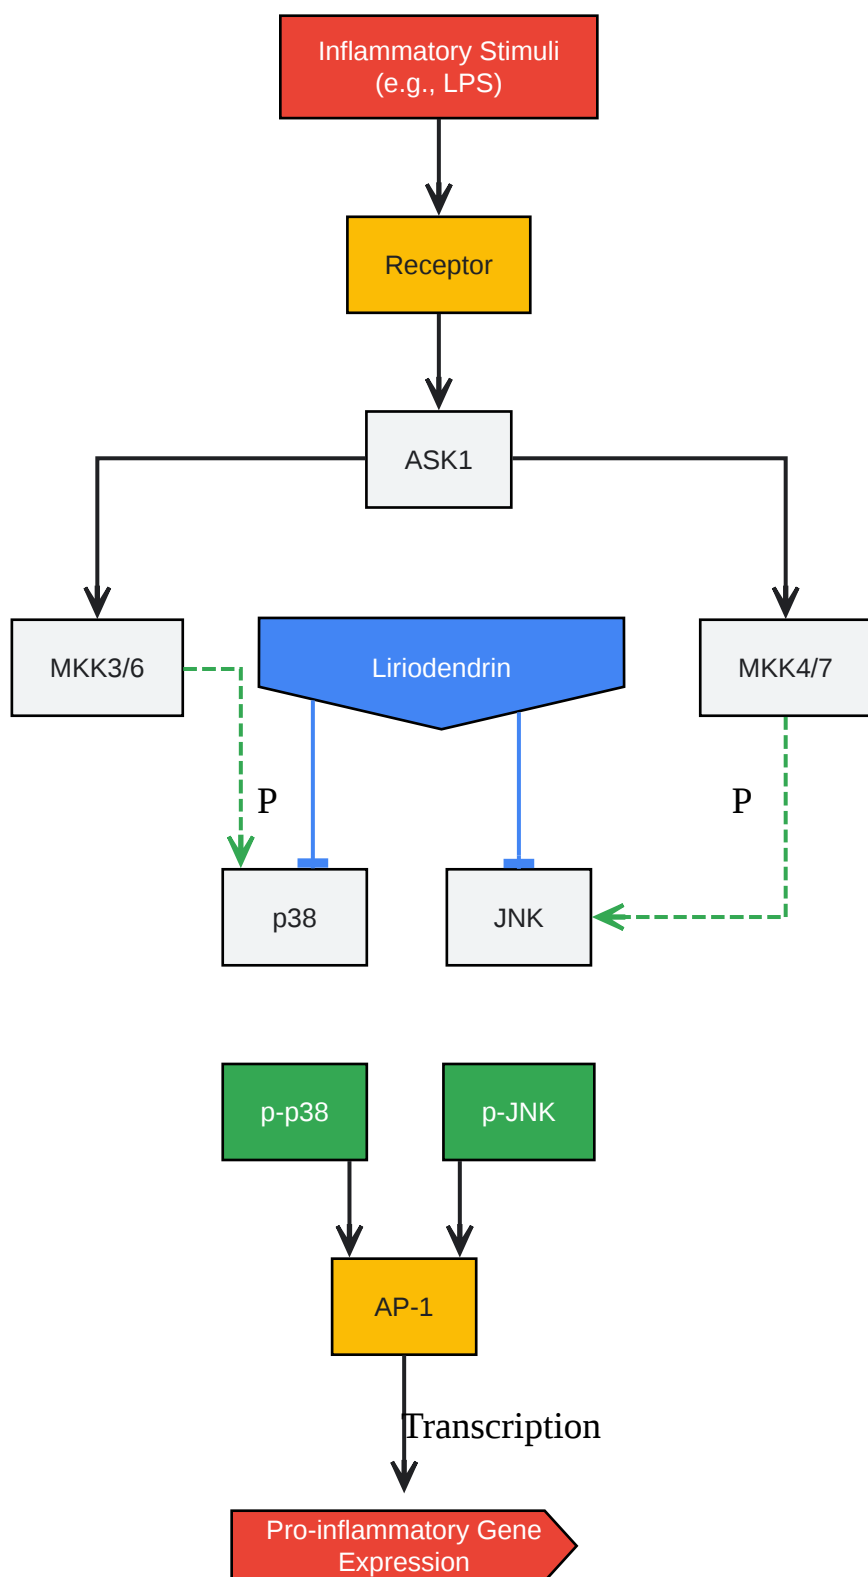 Inflammatory Stimuli
(e.g., LPS)
Receptor
ASK1
MKK3/6
Liriodendrin
MKK4/7
P
P
p38
JNK
p-p38
p-JNK
AP-1
Transcription
Pro-inflammatory Gene
Expression